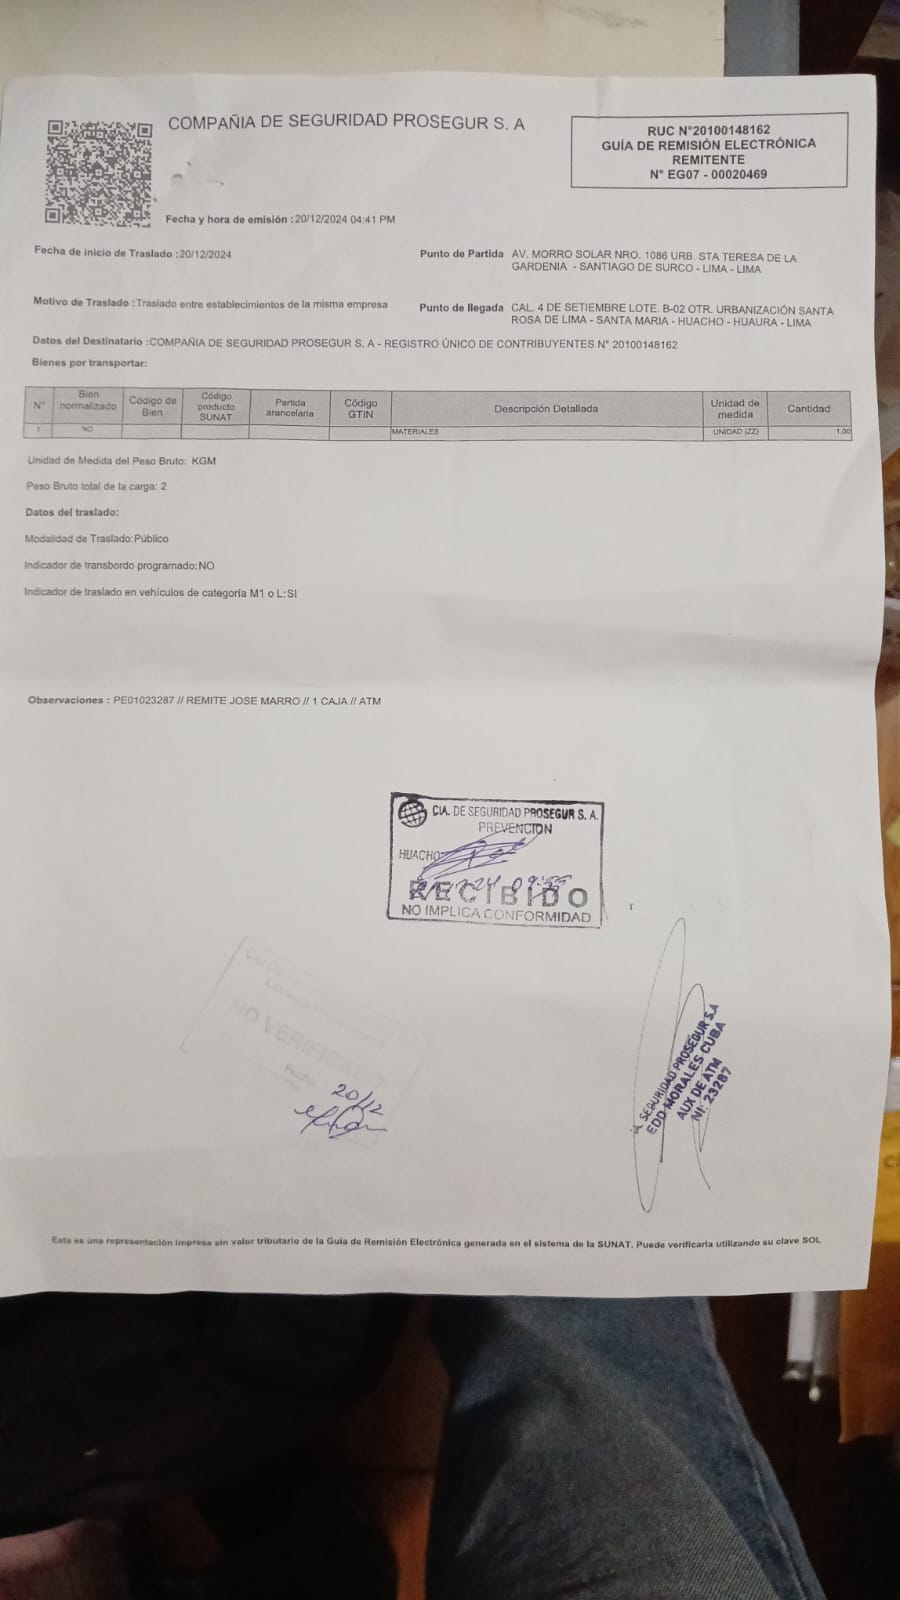 COMPAÑIA DE SEGURIDAD PROSEGUR S. A
RUC N°20100148162
GUÍA DE REMISIÓN ELECTRÓNICA
REMITENTE
N° EG07 - 00020469
Fecha y hora de emisión :20/12/2024 04:41 PM
Fecha de inicio de Traslado :20/12/2024
Punto de Partida AV. MORRO SOLAR NRO. 1086 URB. STA TERESA DE LA
GARDENIA - SANTIAGO DE SURCO - LIMA - LIMA
Motivo de Traslado :Traslado entre establecimientos de la misma empresa
Punto de llegada CAL. 4 DE SETIEMBRE LOTE. B-02 OTR. URBANIZACIÓN SANTA
ROSA DE LIMA - SANTA MARIA - HUACHO - HUAURA - LIMA
Datos del Destinatario :COMPAÑIA DE SEGURIDAD PROSEGUR S. A - REGISTRO ÚNICO DE CONTRIBUYENTES N° 20100148162
Bienes por transportar:
N° Bien normalizado Código de Bien Código producto SUNAT Partida arancelaria Código GTIN Descripción Detallada Unidad de medida Cantidad
1 NO MATERIALES UNIDAD (ZZ) 1.00
Unidad de Medida del Peso Bruto: KGM
Peso Bruto total de la carga: 2
Datos del traslado:
Modalidad de Traslado:Público
Indicador de transbordo programado:NO
Indicador de traslado en vehículos de categoría M1 o L:SI
Observaciones : PE01023287 // REMITE JOSE MARRO // 1 CAJA // ATM
CIA. DE SEGURIDAD PROSEGUR S. A.
PREVENCION
HUACHO
RECIBIDO
NO IMPLICA CONFORMIDAD
NO VERIFICADO
Fecha
20/12
SEGURIDAD PROSEGUR S.A
EDD MORALES CUBA
AUX DE ATM
NI: 23287
Esta es una representación impresa sin valor tributario de la Guía de Remisión Electrónica generada en el sistema de la SUNAT. Puede verificarla utilizando su clave SOL